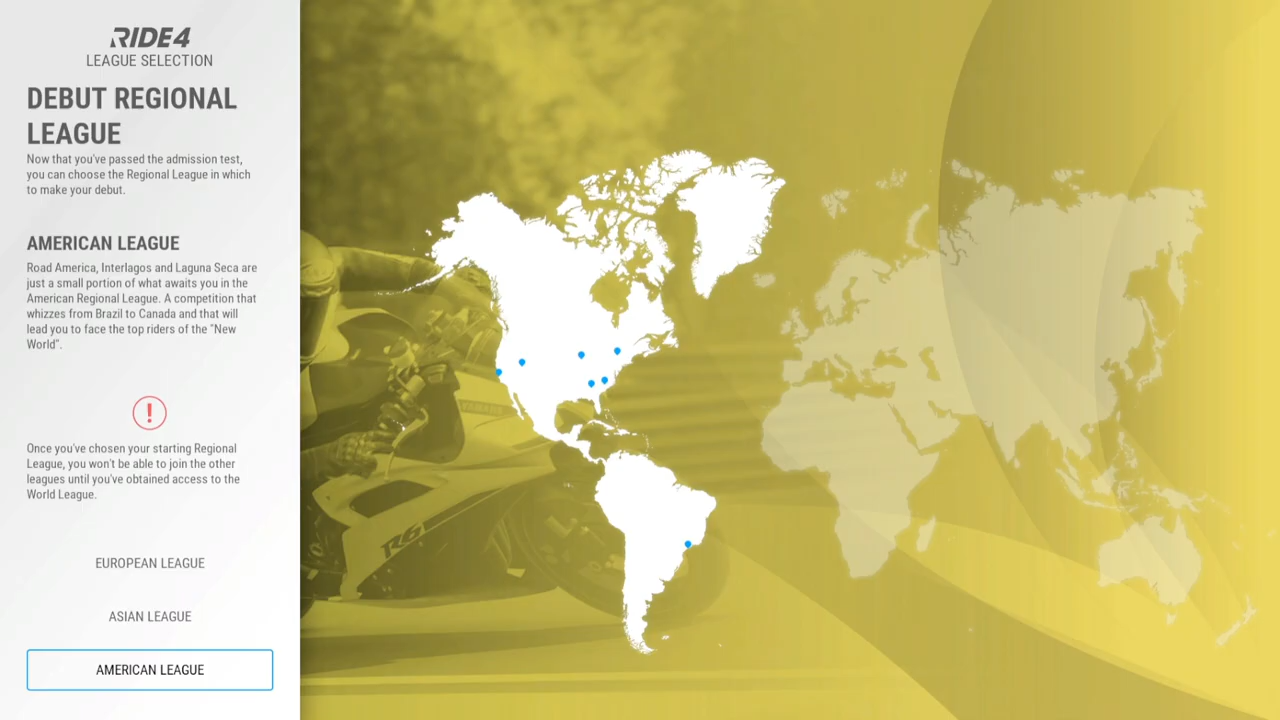 RIDE4
LEAGUE SELECTION
DEBUT REGIONAL
LEAGUE
Now that you've passed the admission test,
you can choose the Regional League in which
to make your debut.
AMERICAN LEAGUE
Road America, Interlagos and Laguna Seca are
just a small portion of what awaits you in the
American Regional League. A competition that
whizzes from Brazil to Canada and that will
lead you to face the top riders of the "New
World".
!
Once you've chosen your starting Regional
League, you won't be able to join the other
leagues until you've obtained access to the
World League.
EUROPEAN LEAGUE
ASIAN LEAGUE
AMERICAN LEAGUE
YAMAHA
R6